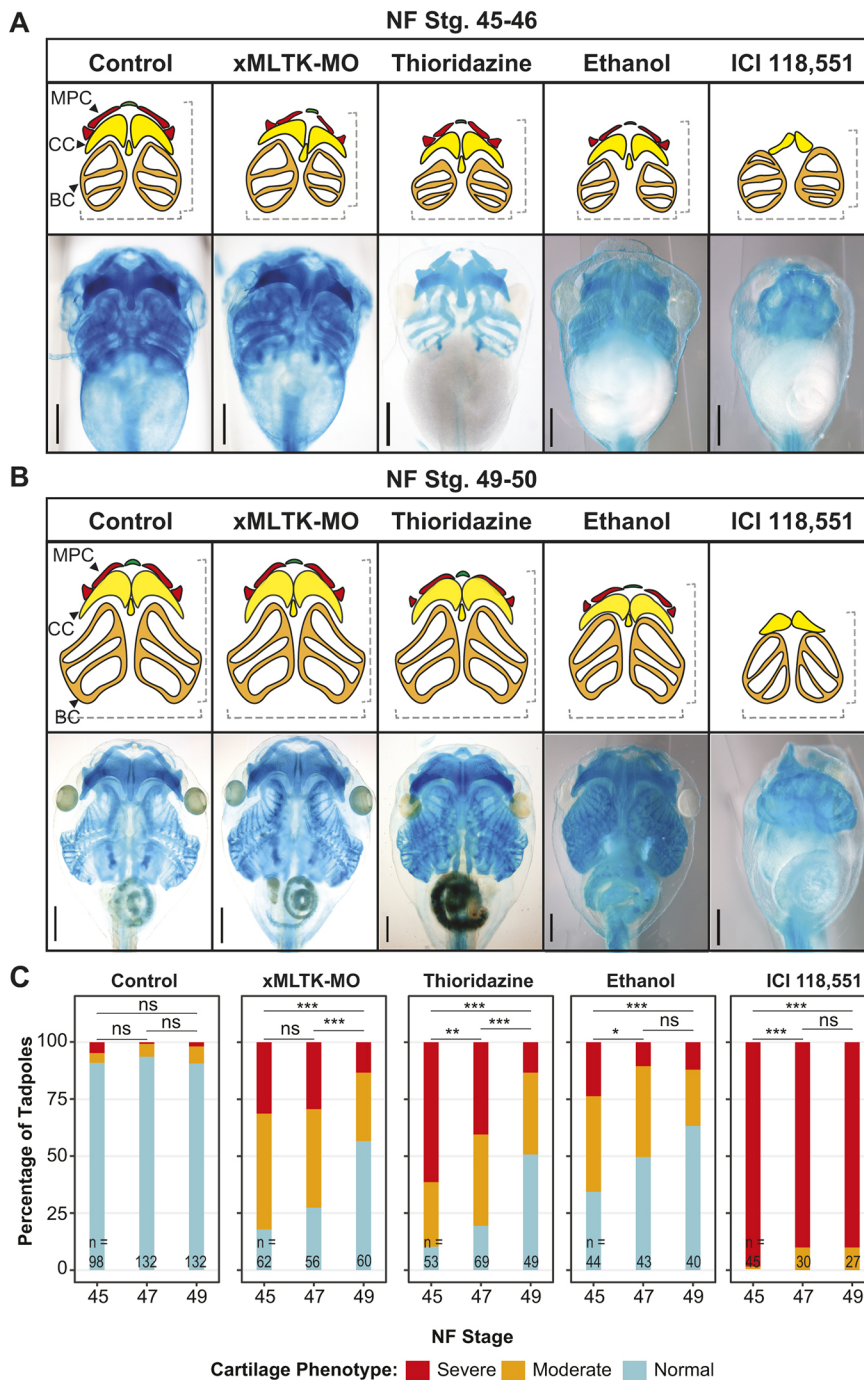 A
NF Stg. 45-46
Control xMLTK-MO Thioridazine Ethanol ICI 118,551
MPC
CC
BC
B
NF Stg. 49-50
Control xMLTK-MO Thioridazine Ethanol ICI 118,551
MPC
CC
BC
C
Control xMLTK-MO Thioridazine Ethanol ICI 118,551
ns *** *** *** ***
ns ns ns *** ** *** * ns *** ns
Percentage of Tadpoles
100
75
50
25
0
n = n = n = n = n =
98 132 132 62 56 60 53 69 49 44 43 40 45 30 27
45 47 49 45 47 49 45 47 49 45 47 49 45 47 49
NF Stage
Cartilage Phenotype: Severe Moderate Normal